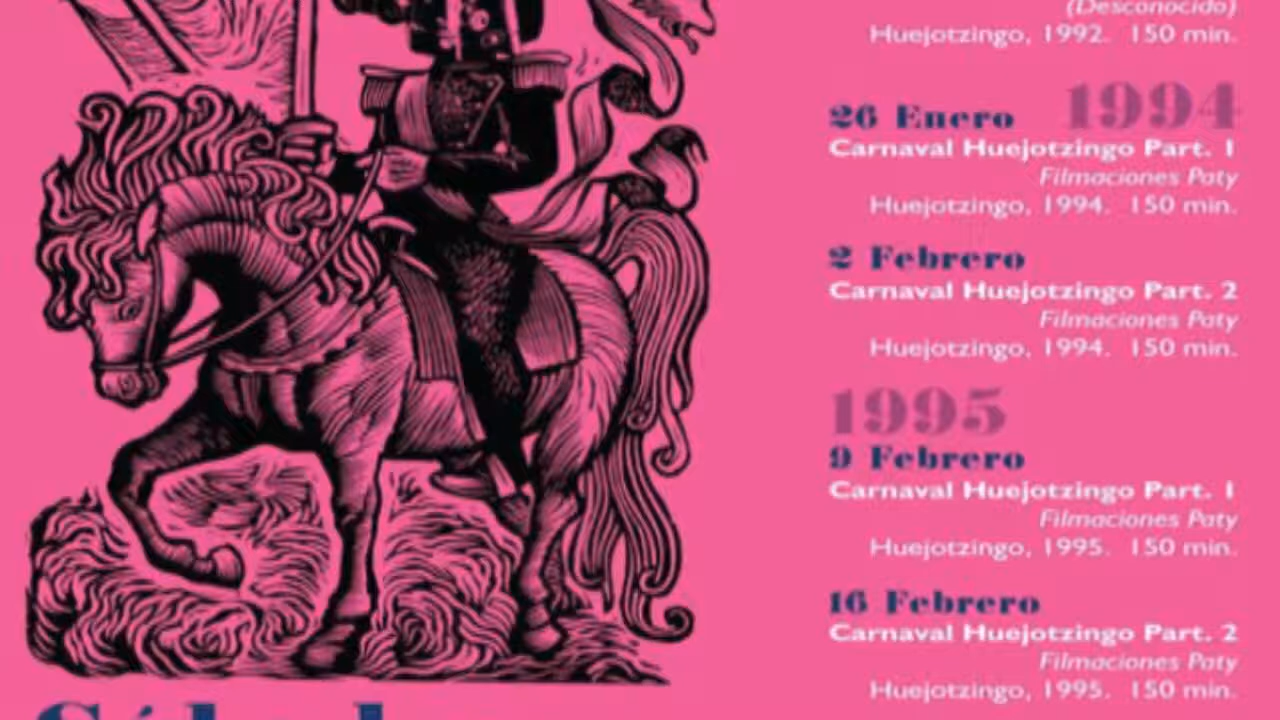 (Desconocido)
Huejotzingo, 1992. 150 min.
1994
26 Enero
Carnaval Huejotzingo Part. 1
Filmaciones Paty
Huejotzingo, 1994. 150 min.
2 Febrero
Carnaval Huejotzingo Part. 2
Filmaciones Paty
Huejotzingo, 1994. 150 min.
1995
9 Febrero
Carnaval Huejotzingo Part. 1
Filmaciones Paty
Huejotzingo, 1995. 150 min.
16 Febrero
Carnaval Huejotzingo Part. 2
Filmaciones Paty
Huejotzingo, 1995. 150 min.